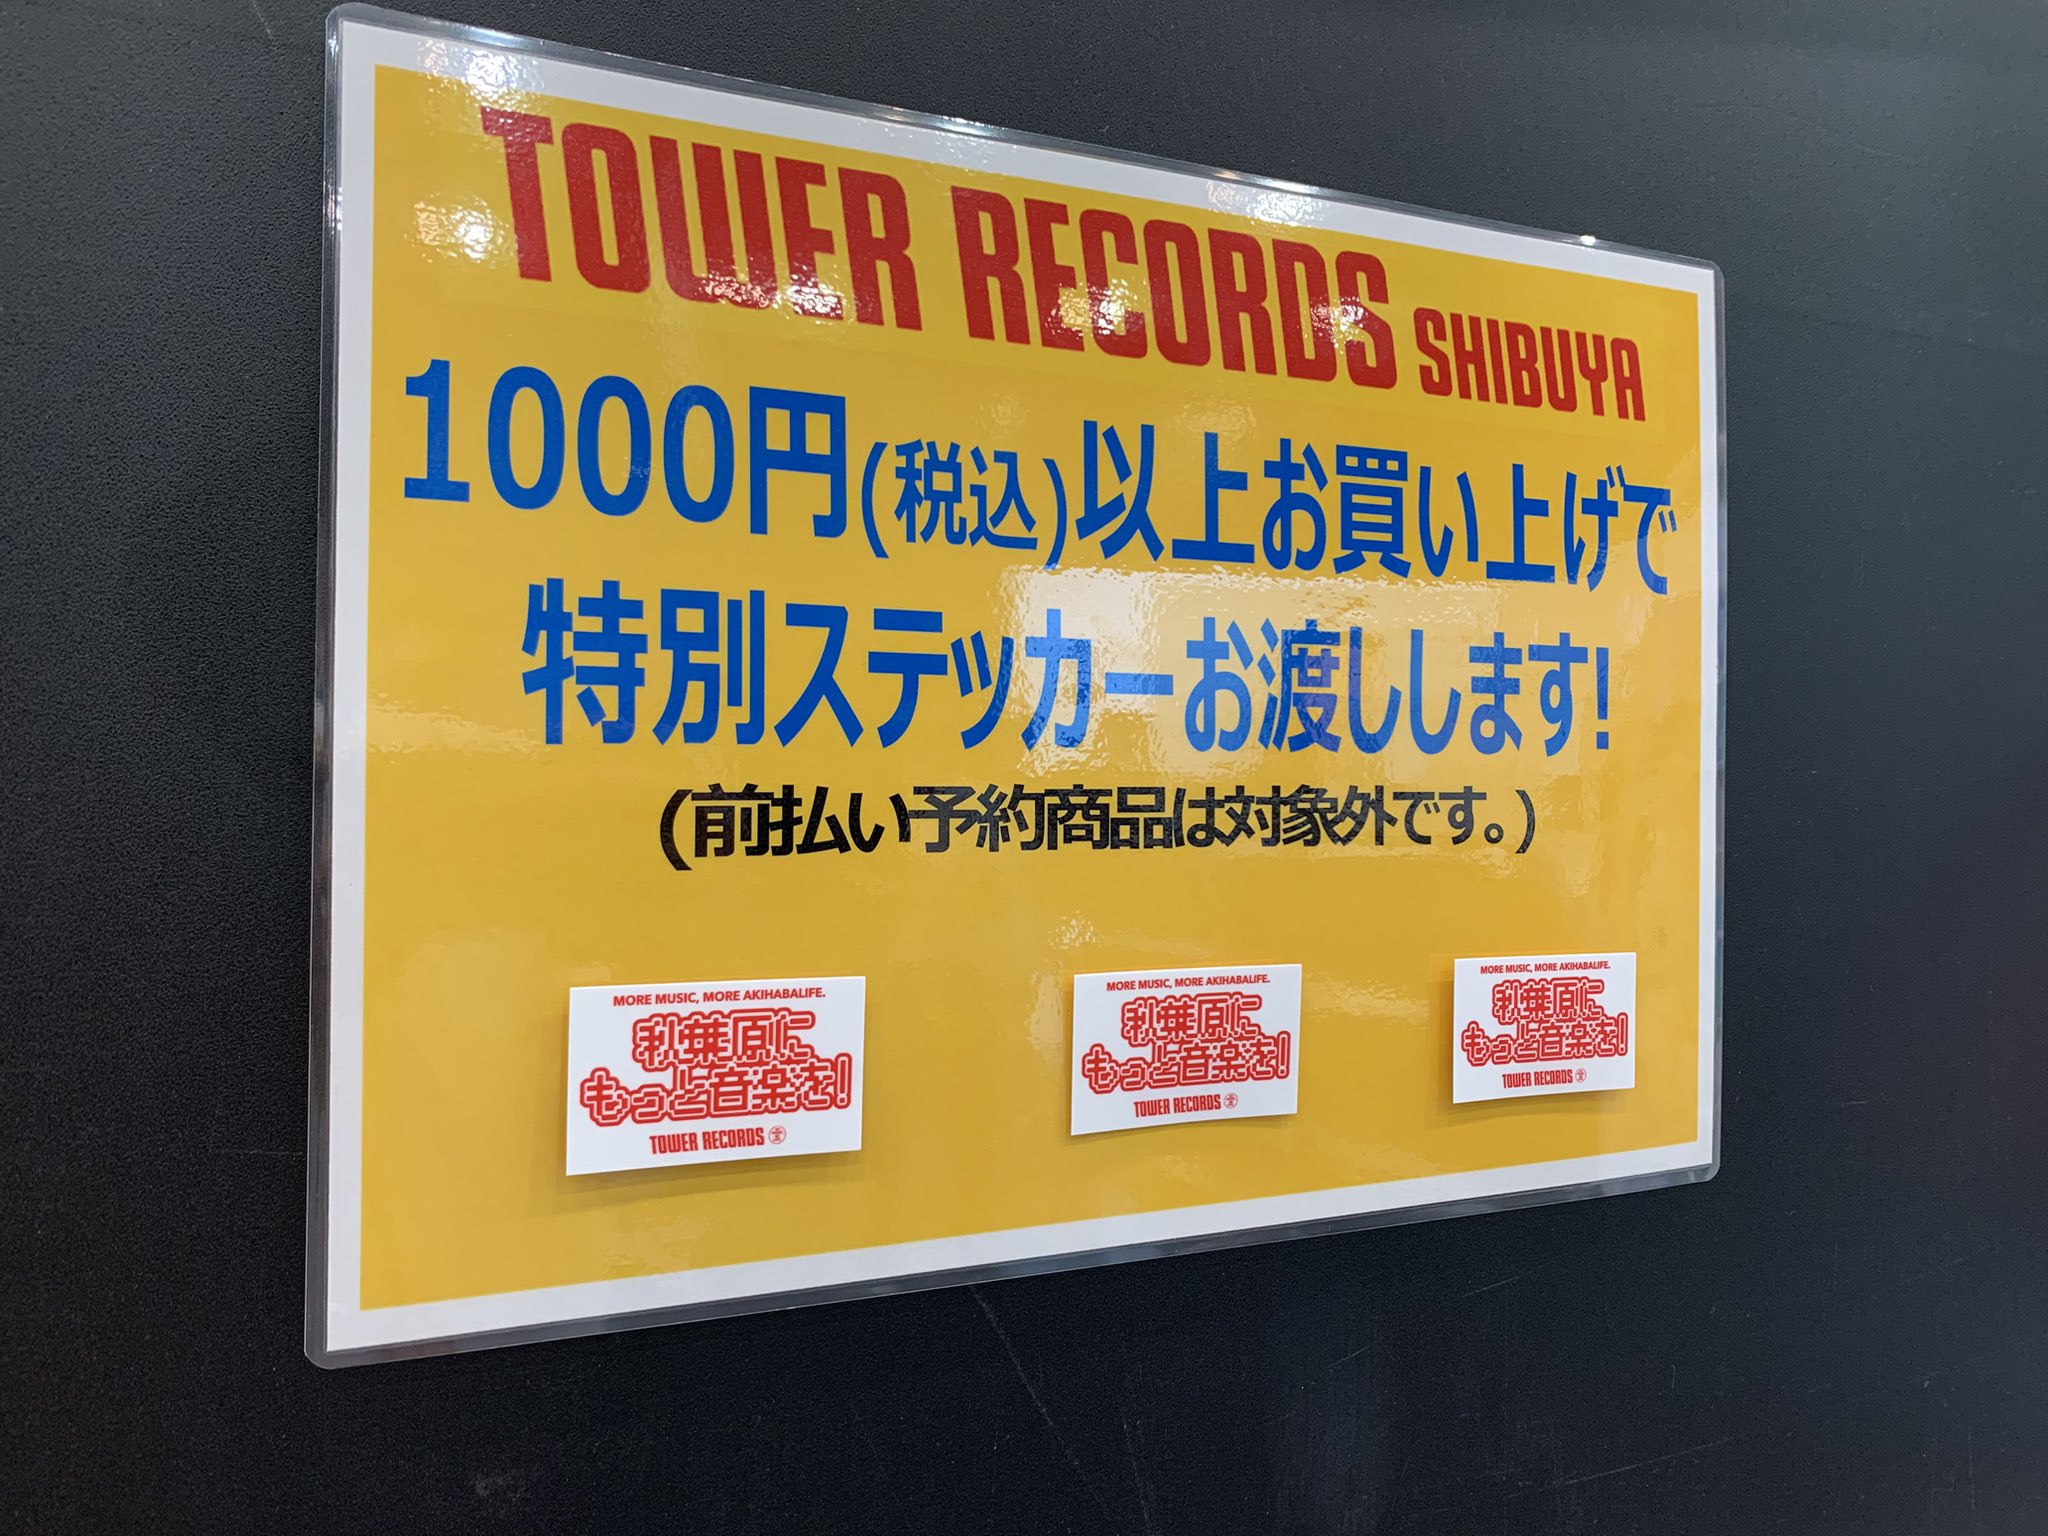 TOWER RECORDS SHIBUYA
1000円(税込)以上お買い上げで
特別ステッカーお渡しします!
(前払い予約商品は対象外です。)
MORE MUSIC, MORE AKIHABALIFE.
秋葉原に
もっと音楽を!
TOWER RECORDS
MORE MUSIC, MORE AKIHABALIFE.
秋葉原に
もっと音楽を!
TOWER RECORDS
MORE MUSIC, MORE AKIHABALIFE.
秋葉原に
もっと音楽を!
TOWER RECORDS